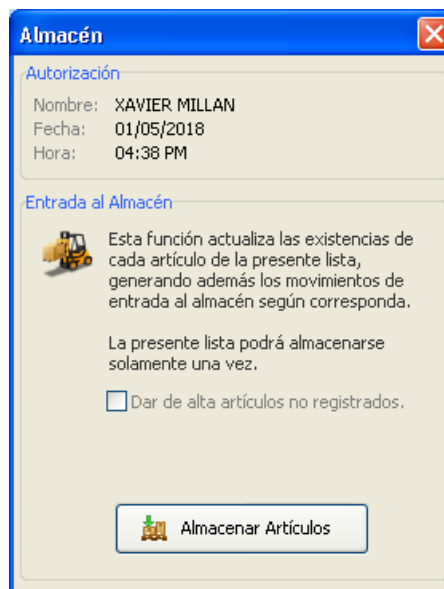 Almacén
Autorización
Nombre: XAVIER MILLAN
Fecha: 01/05/2018
Hora: 04:38 PM
Entrada al Almacén
Esta función actualiza las existencias de
cada artículo de la presente lista,
generando además los movimientos de
entrada al almacén según corresponda.
La presente lista podrá almacenarse
solamente una vez.
Dar de alta artículos no registrados.
Almacenar Artículos